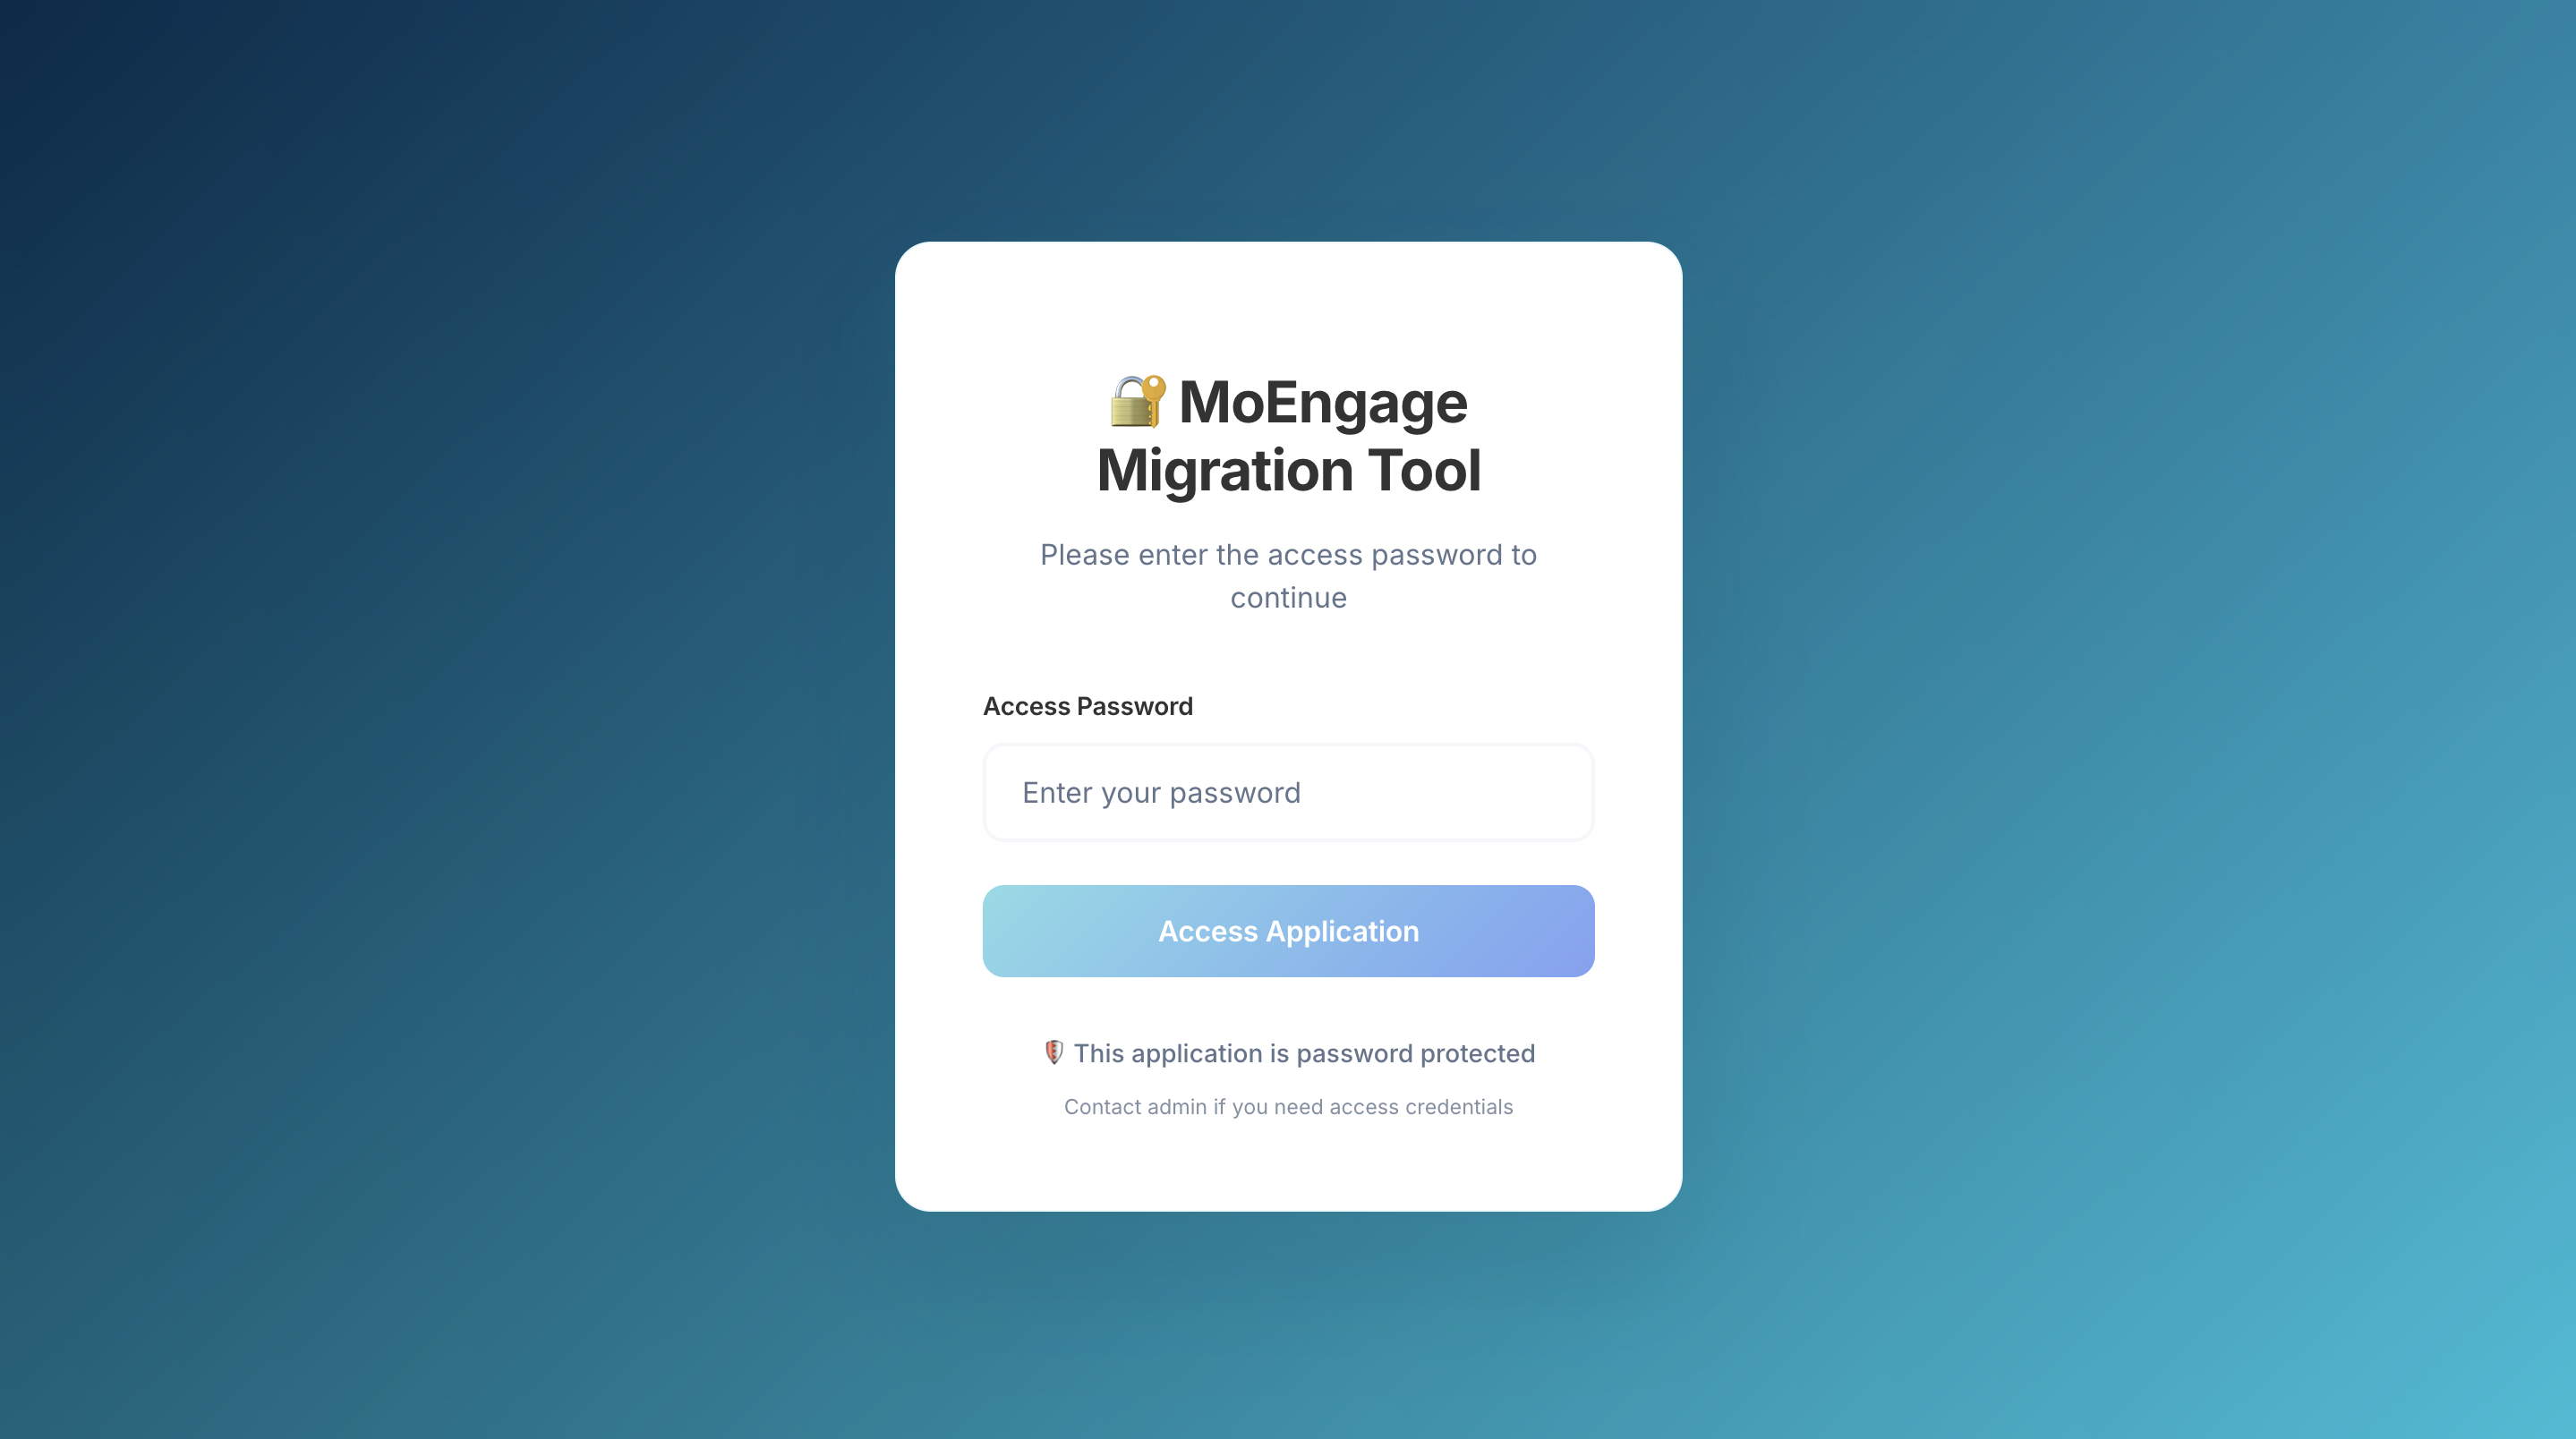 🔐 MoEngage
Migration Tool
Please enter the access password to
continue
Access Password
Enter your password
Access Application
🛡️ This application is password protected
Contact admin if you need access credentials